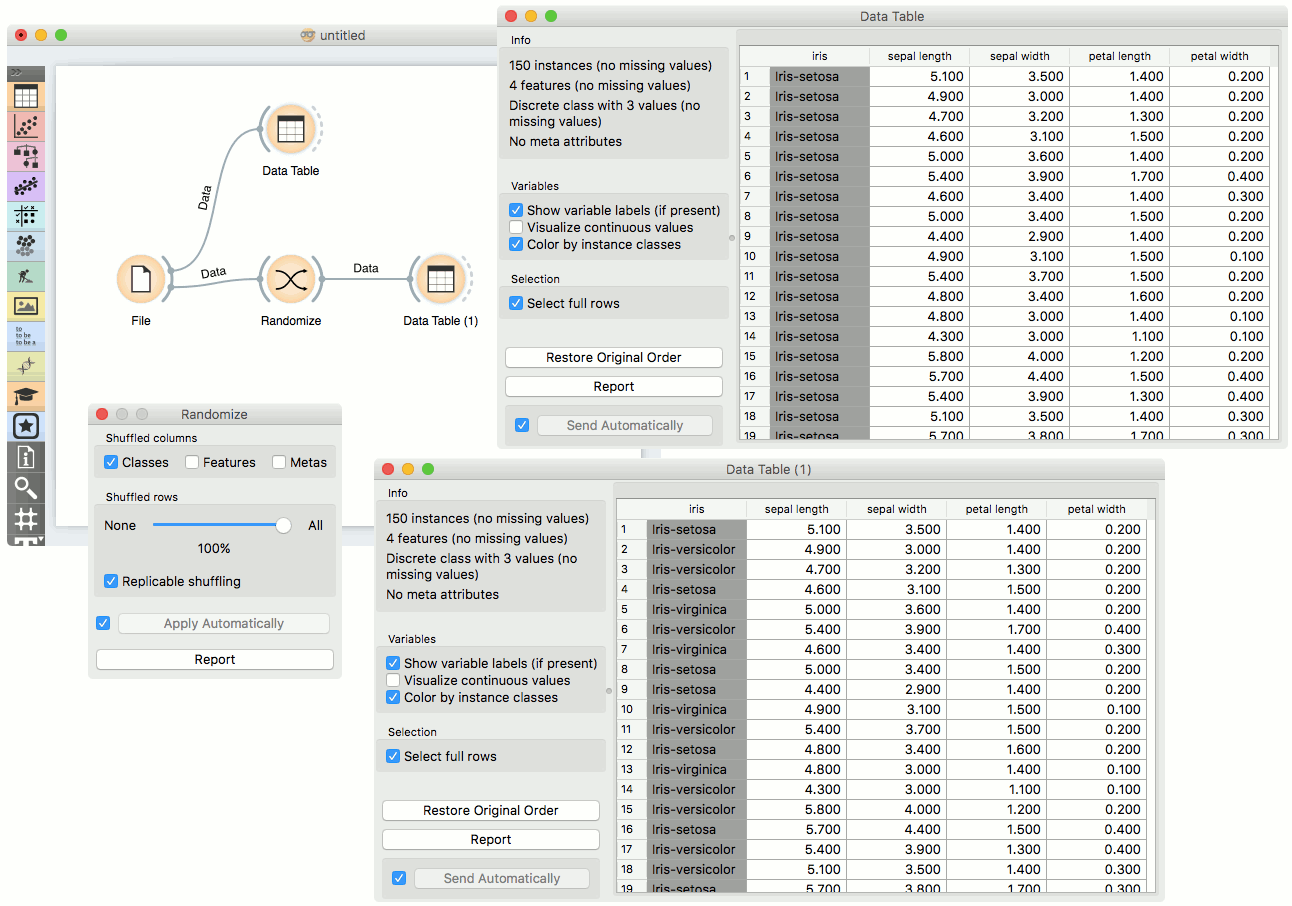 untitled
Data Table
Data
File
Data
Randomize
Data
Data Table (1)
to
to be
to be a
Data Table
Info
150 instances (no missing values)
4 features (no missing values)
Discrete class with 3 values (no
missing values)
No meta attributes
Variables
Show variable labels (if present)
Visualize continuous values
Color by instance classes
Selection
Select full rows
Restore Original Order
Report
Send Automatically
iris sepal length sepal width petal length petal width
1 Iris-setosa 5.100 3.500 1.400 0.200
2 Iris-setosa 4.900 3.000 1.400 0.200
3 Iris-setosa 4.700 3.200 1.300 0.200
4 Iris-setosa 4.600 3.100 1.500 0.200
5 Iris-setosa 5.000 3.600 1.400 0.200
6 Iris-setosa 5.400 3.900 1.700 0.400
7 Iris-setosa 4.600 3.400 1.400 0.300
8 Iris-setosa 5.000 3.400 1.500 0.200
9 Iris-setosa 4.400 2.900 1.400 0.200
10 Iris-setosa 4.900 3.100 1.500 0.100
11 Iris-setosa 5.400 3.700 1.500 0.200
12 Iris-setosa 4.800 3.400 1.600 0.200
13 Iris-setosa 4.800 3.000 1.400 0.100
14 Iris-setosa 4.300 3.000 1.100 0.100
15 Iris-setosa 5.800 4.000 1.200 0.200
16 Iris-setosa 5.700 4.400 1.500 0.400
17 Iris-setosa 5.400 3.900 1.300 0.400
18 Iris-setosa 5.100 3.500 1.400 0.300
19 Iris-setosa 5.700 3.800 1.700 0.300
Randomize
Shuffled columns
Classes Features Metas
Shuffled rows
None All
100%
Replicable shuffling
Apply Automatically
Report
Data Table (1)
Info
150 instances (no missing values)
4 features (no missing values)
Discrete class with 3 values (no
missing values)
No meta attributes
Variables
Show variable labels (if present)
Visualize continuous values
Color by instance classes
Selection
Select full rows
Restore Original Order
Report
Send Automatically
iris sepal length sepal width petal length petal width
1 Iris-setosa 5.100 3.500 1.400 0.200
2 Iris-versicolor 4.900 3.000 1.400 0.200
3 Iris-versicolor 4.700 3.200 1.300 0.200
4 Iris-setosa 4.600 3.100 1.500 0.200
5 Iris-virginica 5.000 3.600 1.400 0.200
6 Iris-versicolor 5.400 3.900 1.700 0.400
7 Iris-virginica 4.600 3.400 1.400 0.300
8 Iris-setosa 5.000 3.400 1.500 0.200
9 Iris-setosa 4.400 2.900 1.400 0.200
10 Iris-virginica 4.900 3.100 1.500 0.100
11 Iris-versicolor 5.400 3.700 1.500 0.200
12 Iris-setosa 4.800 3.400 1.600 0.200
13 Iris-virginica 4.800 3.000 1.400 0.100
14 Iris-versicolor 4.300 3.000 1.100 0.100
15 Iris-versicolor 5.800 4.000 1.200 0.200
16 Iris-setosa 5.700 4.400 1.500 0.400
17 Iris-versicolor 5.400 3.900 1.300 0.400
18 Iris-versicolor 5.100 3.500 1.400 0.300
19 Iris-setosa 5.700 3.800 1.700 0.300